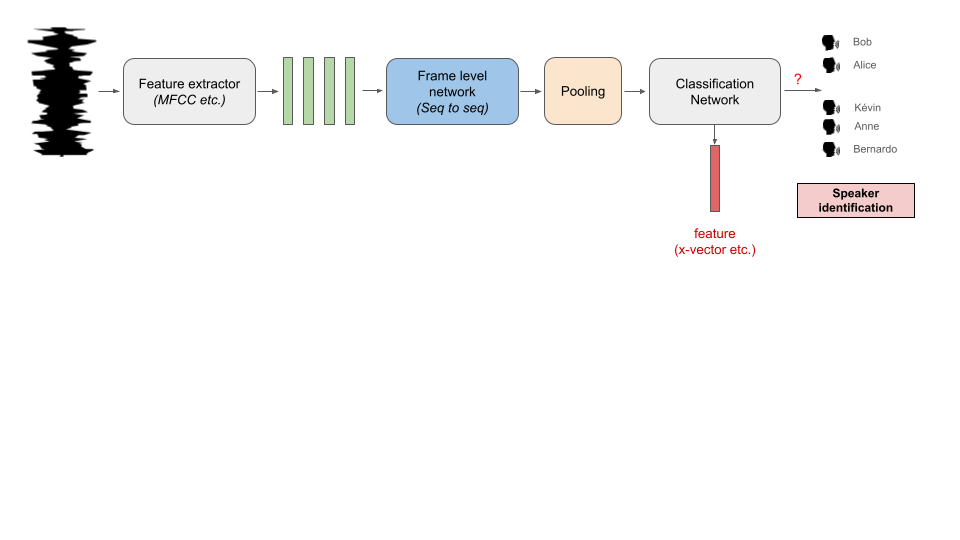 Feature extractor
(MFCC etc.)
Frame level
network
(Seq to seq)
Pooling
Classification
Network
?
Bob
Alice
Kévin
Anne
Bernardo
Speaker
identification
feature
(x-vector etc.)